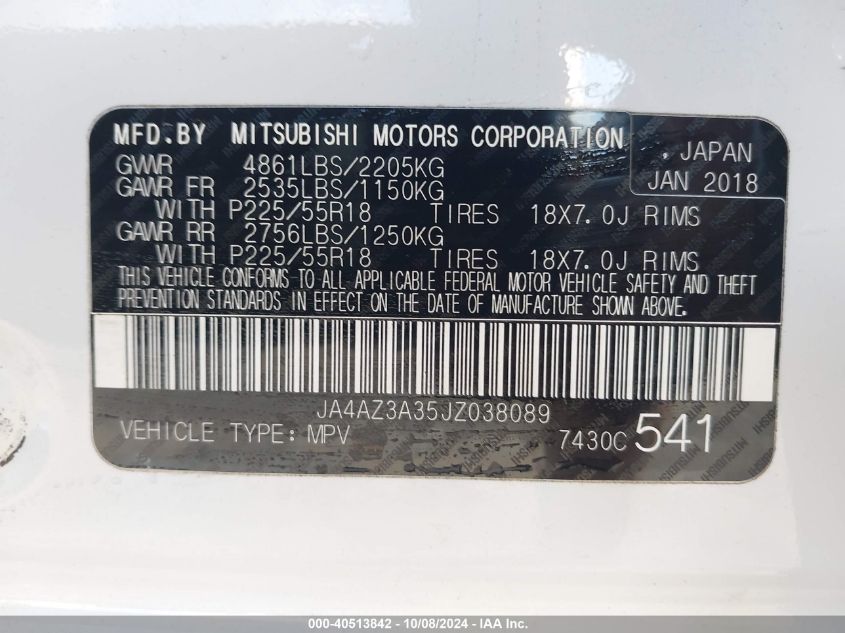 MFD.BY MITSUBISHI MOTORS CORPORATION
JAPAN
JAN 2018
GWR 4861LBS/2205KG
GAWR FR 2535LBS/1150KG
WITH P225/55R18 TIRES 18X7.0J RIMS
GAWR RR 2756LBS/1250KG
WITH P225/55R18 TIRES 18X7.0J RIMS
THIS VEHICLE CONFORMS TO ALL APPLICABLE FEDERAL MOTOR VEHICLE SAFETY AND THEFT
PREVENTION STANDARDS IN EFFECT ON THE DATE OF MANUFACTURE SHOWN ABOVE.
JA4AZ3A35JZ038089
VEHICLE TYPE: MPV 7430C 541
000-40513842 - 10/08/2024 - IAA Inc.